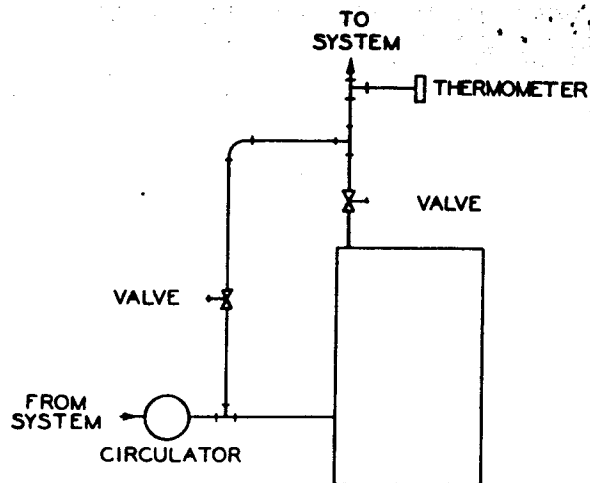 TO
SYSTEM
THERMOMETER
VALVE
VALVE
FROM
SYSTEM
CIRCULATOR